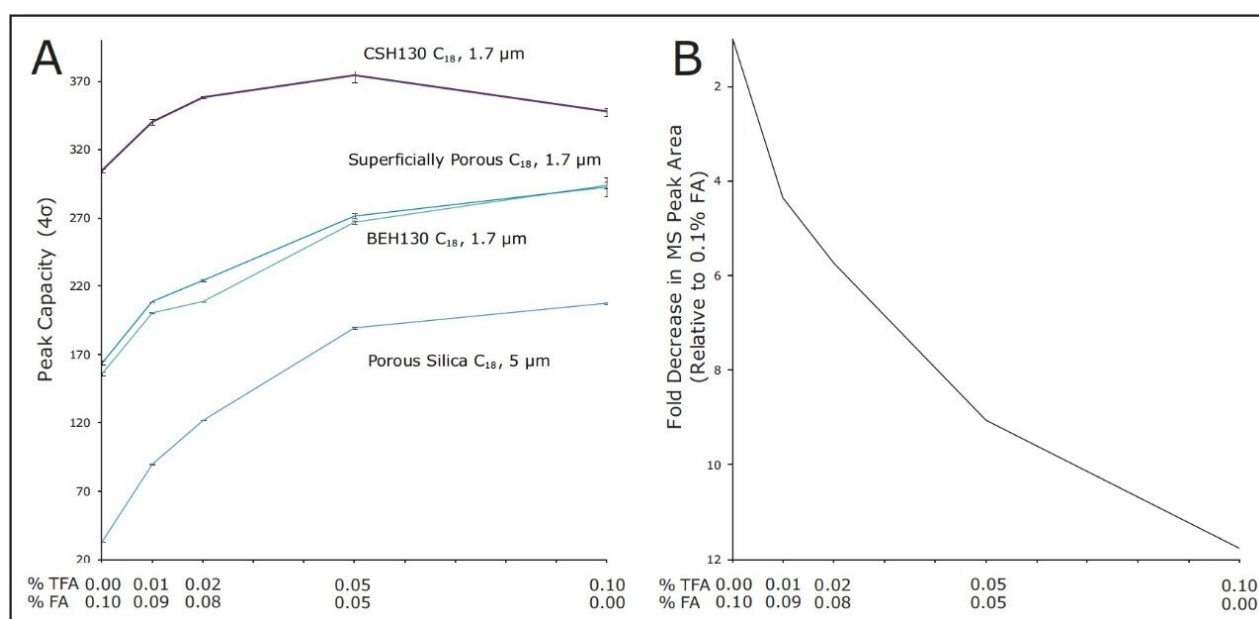 A
CSH130 C₁₈, 1.7 µm
Superficially Porous C₁₈, 1.7 µm
BEH130 C₁₈, 1.7 µm
Porous Silica C₁₈, 5 µm
Peak Capacity (4σ)
370
320
270
220
170
120
70
20
% TFA 0.00 0.01 0.02 0.05 0.10
% FA 0.10 0.09 0.08 0.05 0.00
B
Fold Decrease in MS Peak Area
(Relative to 0.1% FA)
2
4
6
8
10
12
% TFA 0.00 0.01 0.02 0.05 0.10
% FA 0.10 0.09 0.08 0.05 0.00